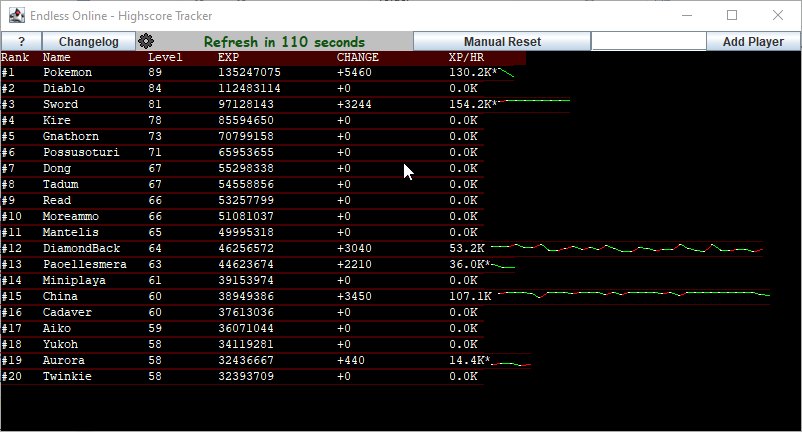 Endless Online - Highscore Tracker
? Changelog Refresh in 110 seconds Manual Reset Add Player
Rank Name Level EXP CHANGE XP/HR
#1 Pokemon 89 135247075 +5460 130.2K*
#2 Diablo 84 112483114 +0 0.0K
#3 Sword 81 97128143 +3244 154.2K*
#4 Kire 78 85594650 +0 0.0K
#5 Gnathorn 73 70799158 +0 0.0K
#6 Possusoturi 71 65953655 +0 0.0K
#7 Dong 67 55298338 +0 0.0K
#8 Tadum 67 54558856 +0 0.0K
#9 Read 66 53257799 +0 0.0K
#10 Moreammo 66 51081037 +0 0.0K
#11 Mantelis 65 49995318 +0 0.0K
#12 DiamondBack 64 46256572 +3040 53.2K
#13 Paoellesmera 63 44623674 +2210 36.0K*
#14 Miniplaya 61 39153974 +0 0.0K
#15 China 60 38949386 +3450 107.1K
#16 Cadaver 60 37613036 +0 0.0K
#17 Aiko 59 36071044 +0 0.0K
#18 Yukoh 58 34119281 +0 0.0K
#19 Aurora 58 32436667 +440 14.4K*
#20 Twinkie 58 32393709 +0 0.0K